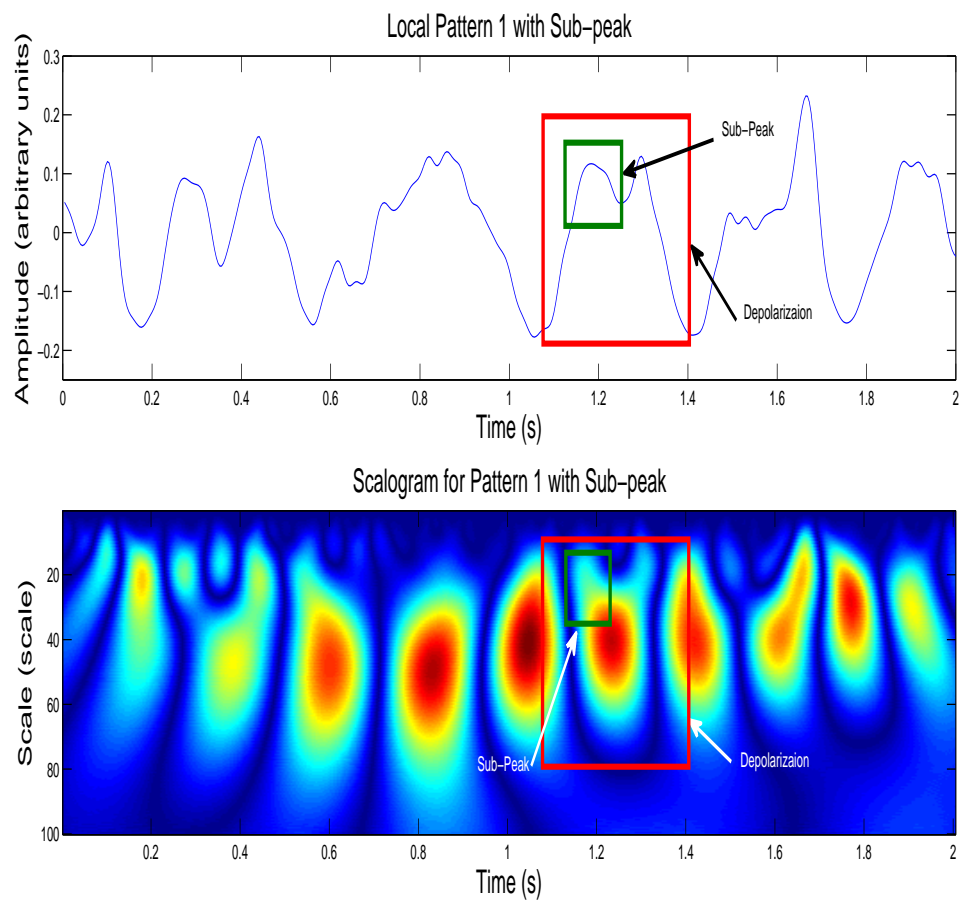 Local Pattern 1 with Sub-peak
Amplitude (arbitrary units)
0.3
0.2
0.1
0
-0.1
-0.2
Sub-Peak
Depolarizaion
0 0.2 0.4 0.6 0.8 1 1.2 1.4 1.6 1.8 2
Time (s)
Scalogram for Pattern 1 with Sub-peak
Scale (scale)
20
40
60
80
100
Sub-Peak
Depolarizaion
0.2 0.4 0.6 0.8 1 1.2 1.4 1.6 1.8 2
Time (s)